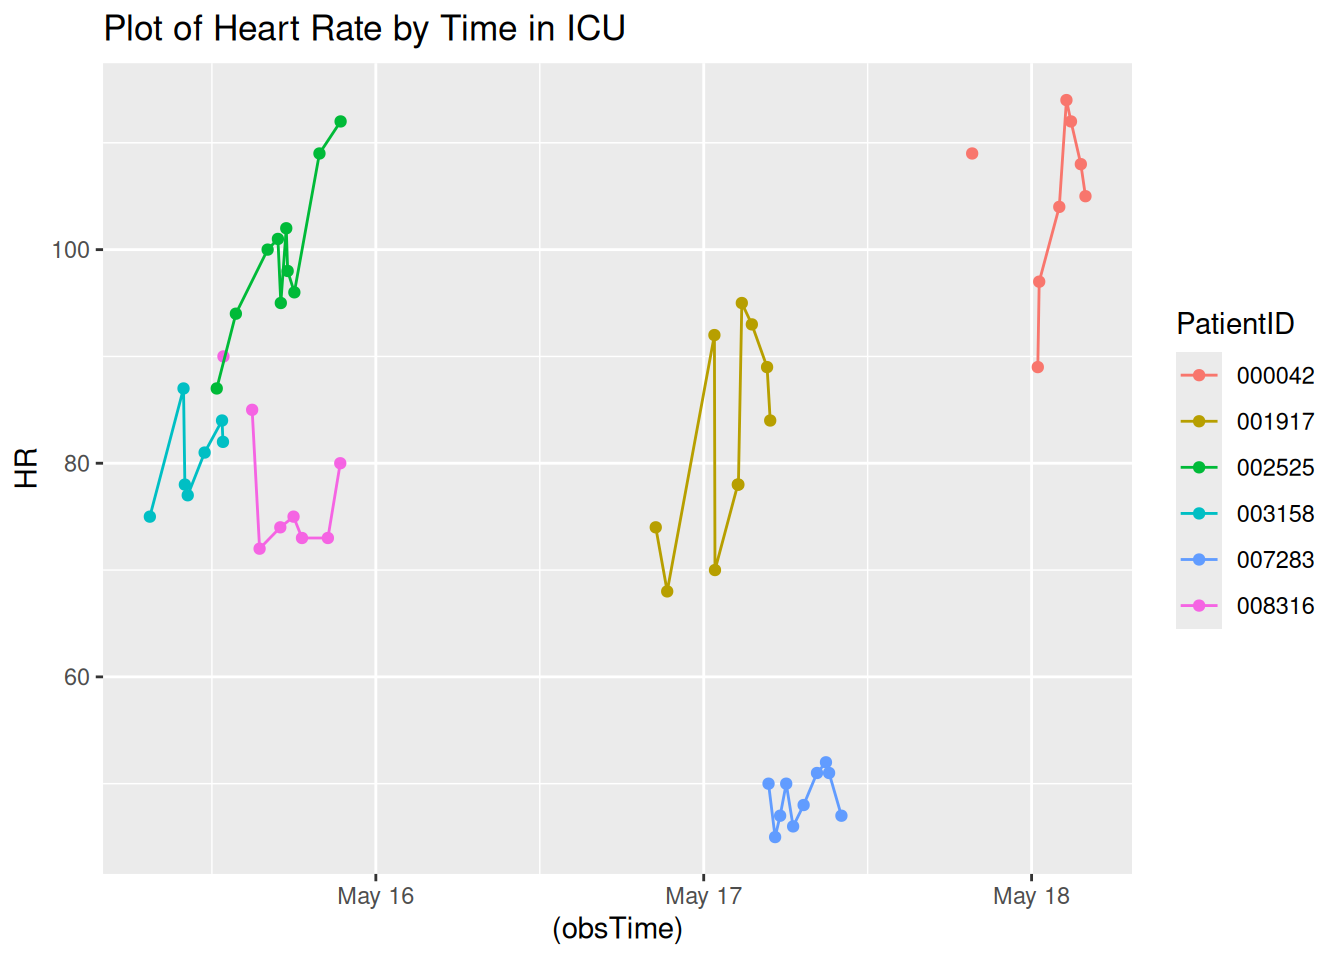 Plot of Heart Rate by Time in ICU
HR
100
80
60
May 16
May 17
May 18
(obsTime)
PatientID
000042
001917
002525
003158
007283
008316